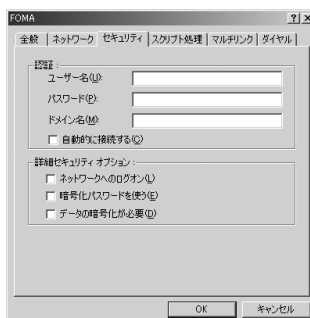 FOMA
全般 ネットワーク セキュリティ スクリプト処理 マルチリンク ダイヤル
認証:
ユーザー名(U):
パスワード(P):
ドメイン名(M):
自動的に接続する(C)
詳細セキュリティ オプション:
ネットワークへのログオン(L)
暗号化パスワードを使う(E)
データの暗号化が必要(D)
OK キャンセル